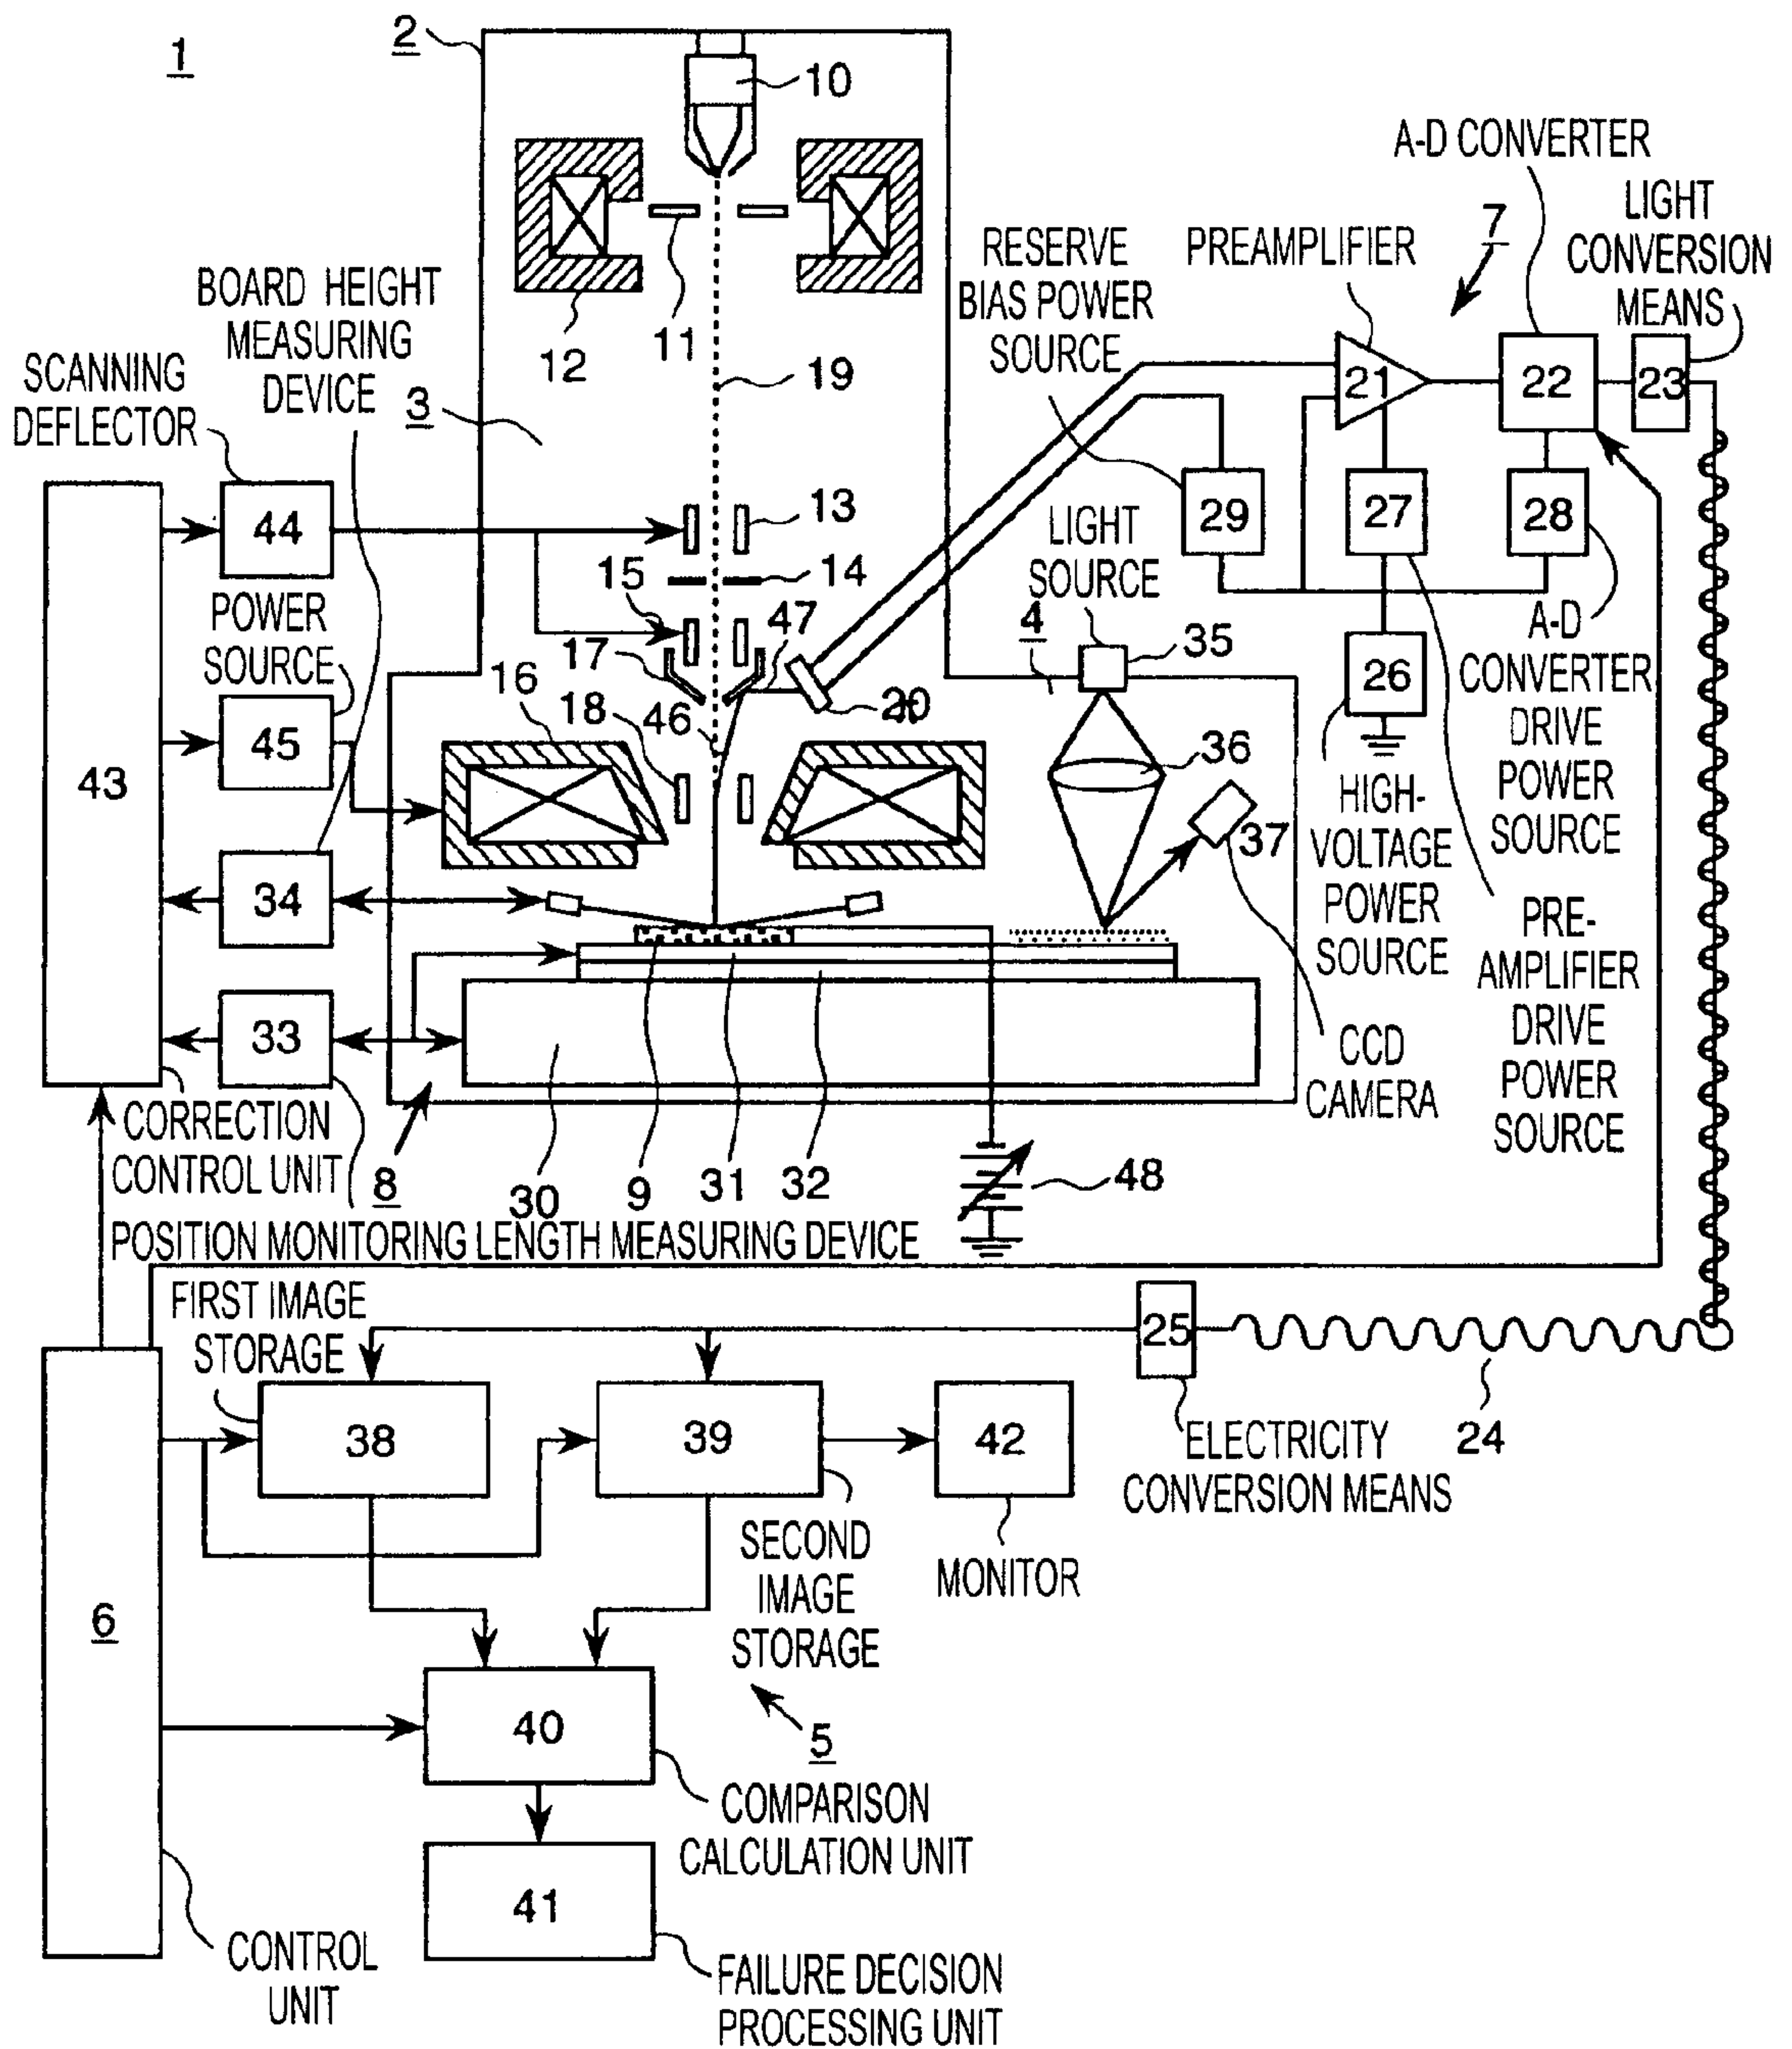 1
2
10
A-D CONVERTER
LIGHT
CONVERSION
MEANS
7
PREAMPLIFIER
RESERVE
BIAS POWER
SOURCE
BOARD HEIGHT
MEASURING
DEVICE
11
12
SCANNING
DEFLECTOR
3
19
21
22
23
44
13
29
27
28
LIGHT
SOURCE
15
14
POWER
SOURCE
17
47
4
35
26
A-D
CONVERTER
DRIVE
POWER
SOURCE
16
18
46
20
45
43
36
37
HIGH-
VOLTAGE
POWER
SOURCE
34
PRE-
AMPLIFIER
DRIVE
POWER
SOURCE
33
CCD
CAMERA
CORRECTION
CONTROL UNIT
8
30
9
31
32
48
POSITION MONITORING LENGTH MEASURING DEVICE
FIRST IMAGE
STORAGE
25
38
39
42
ELECTRICITY
CONVERSION MEANS
24
SECOND
IMAGE
STORAGE
MONITOR
6
40
5
COMPARISON
CALCULATION UNIT
41
CONTROL
UNIT
FAILURE DECISION
PROCESSING UNIT